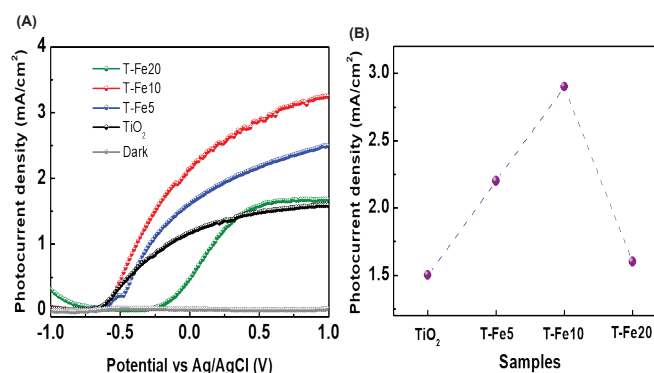 (A)
Photocurrent density (mA/cm²)
4
3
2
1
0
T-Fe20
T-Fe10
T-Fe5
TiO₂
Dark
-1.0 -0.5 0.0 0.5 1.0
Potential vs Ag/AgCl (V)
(B)
Photocurrent density (mA/cm²)
3.0
2.5
2.0
1.5
TiO₂ T-Fe5 T-Fe10 T-Fe20
Samples